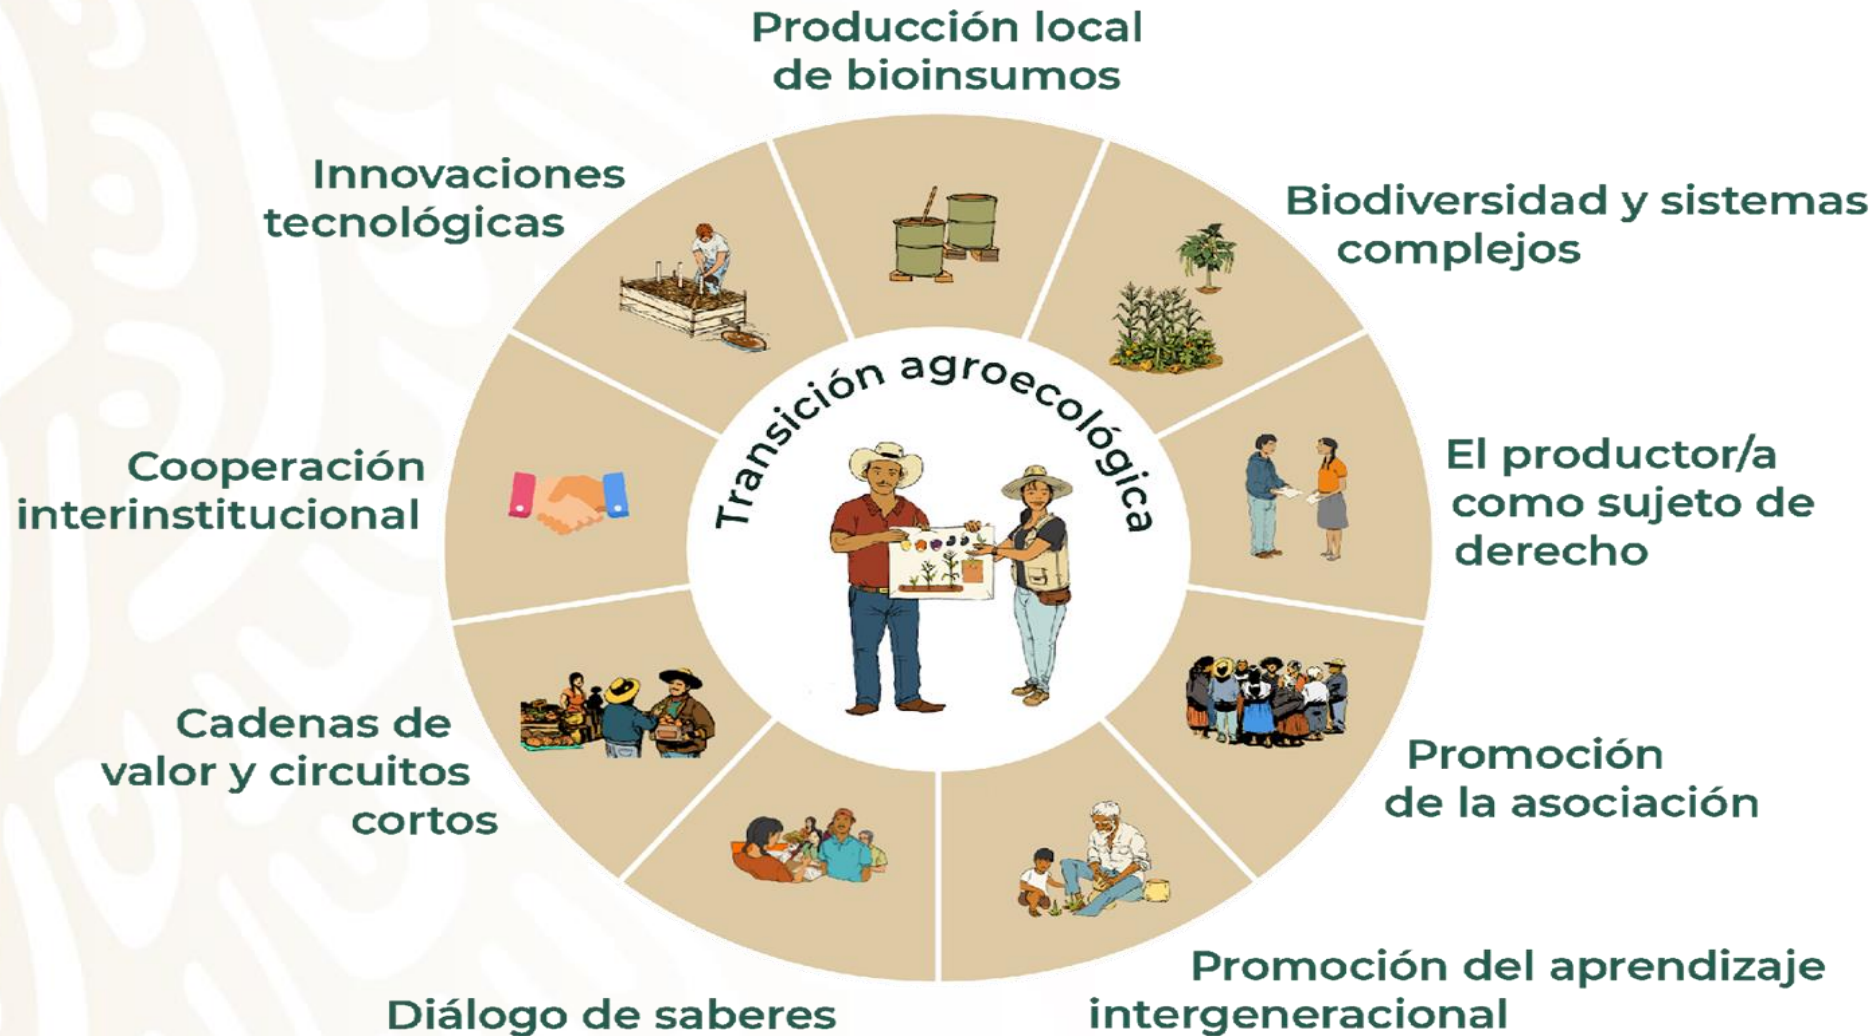 Producción local
de bioinsumos
Biodiversidad y sistemas
complejos
El productor/a
como sujeto de
derecho
Promoción
de la asociación
Promoción del aprendizaje
intergeneracional
Diálogo de saberes
Cadenas de
valor y circuitos
cortos
Cooperación
interinstitucional
Innovaciones
tecnológicas
Transición agroecológica